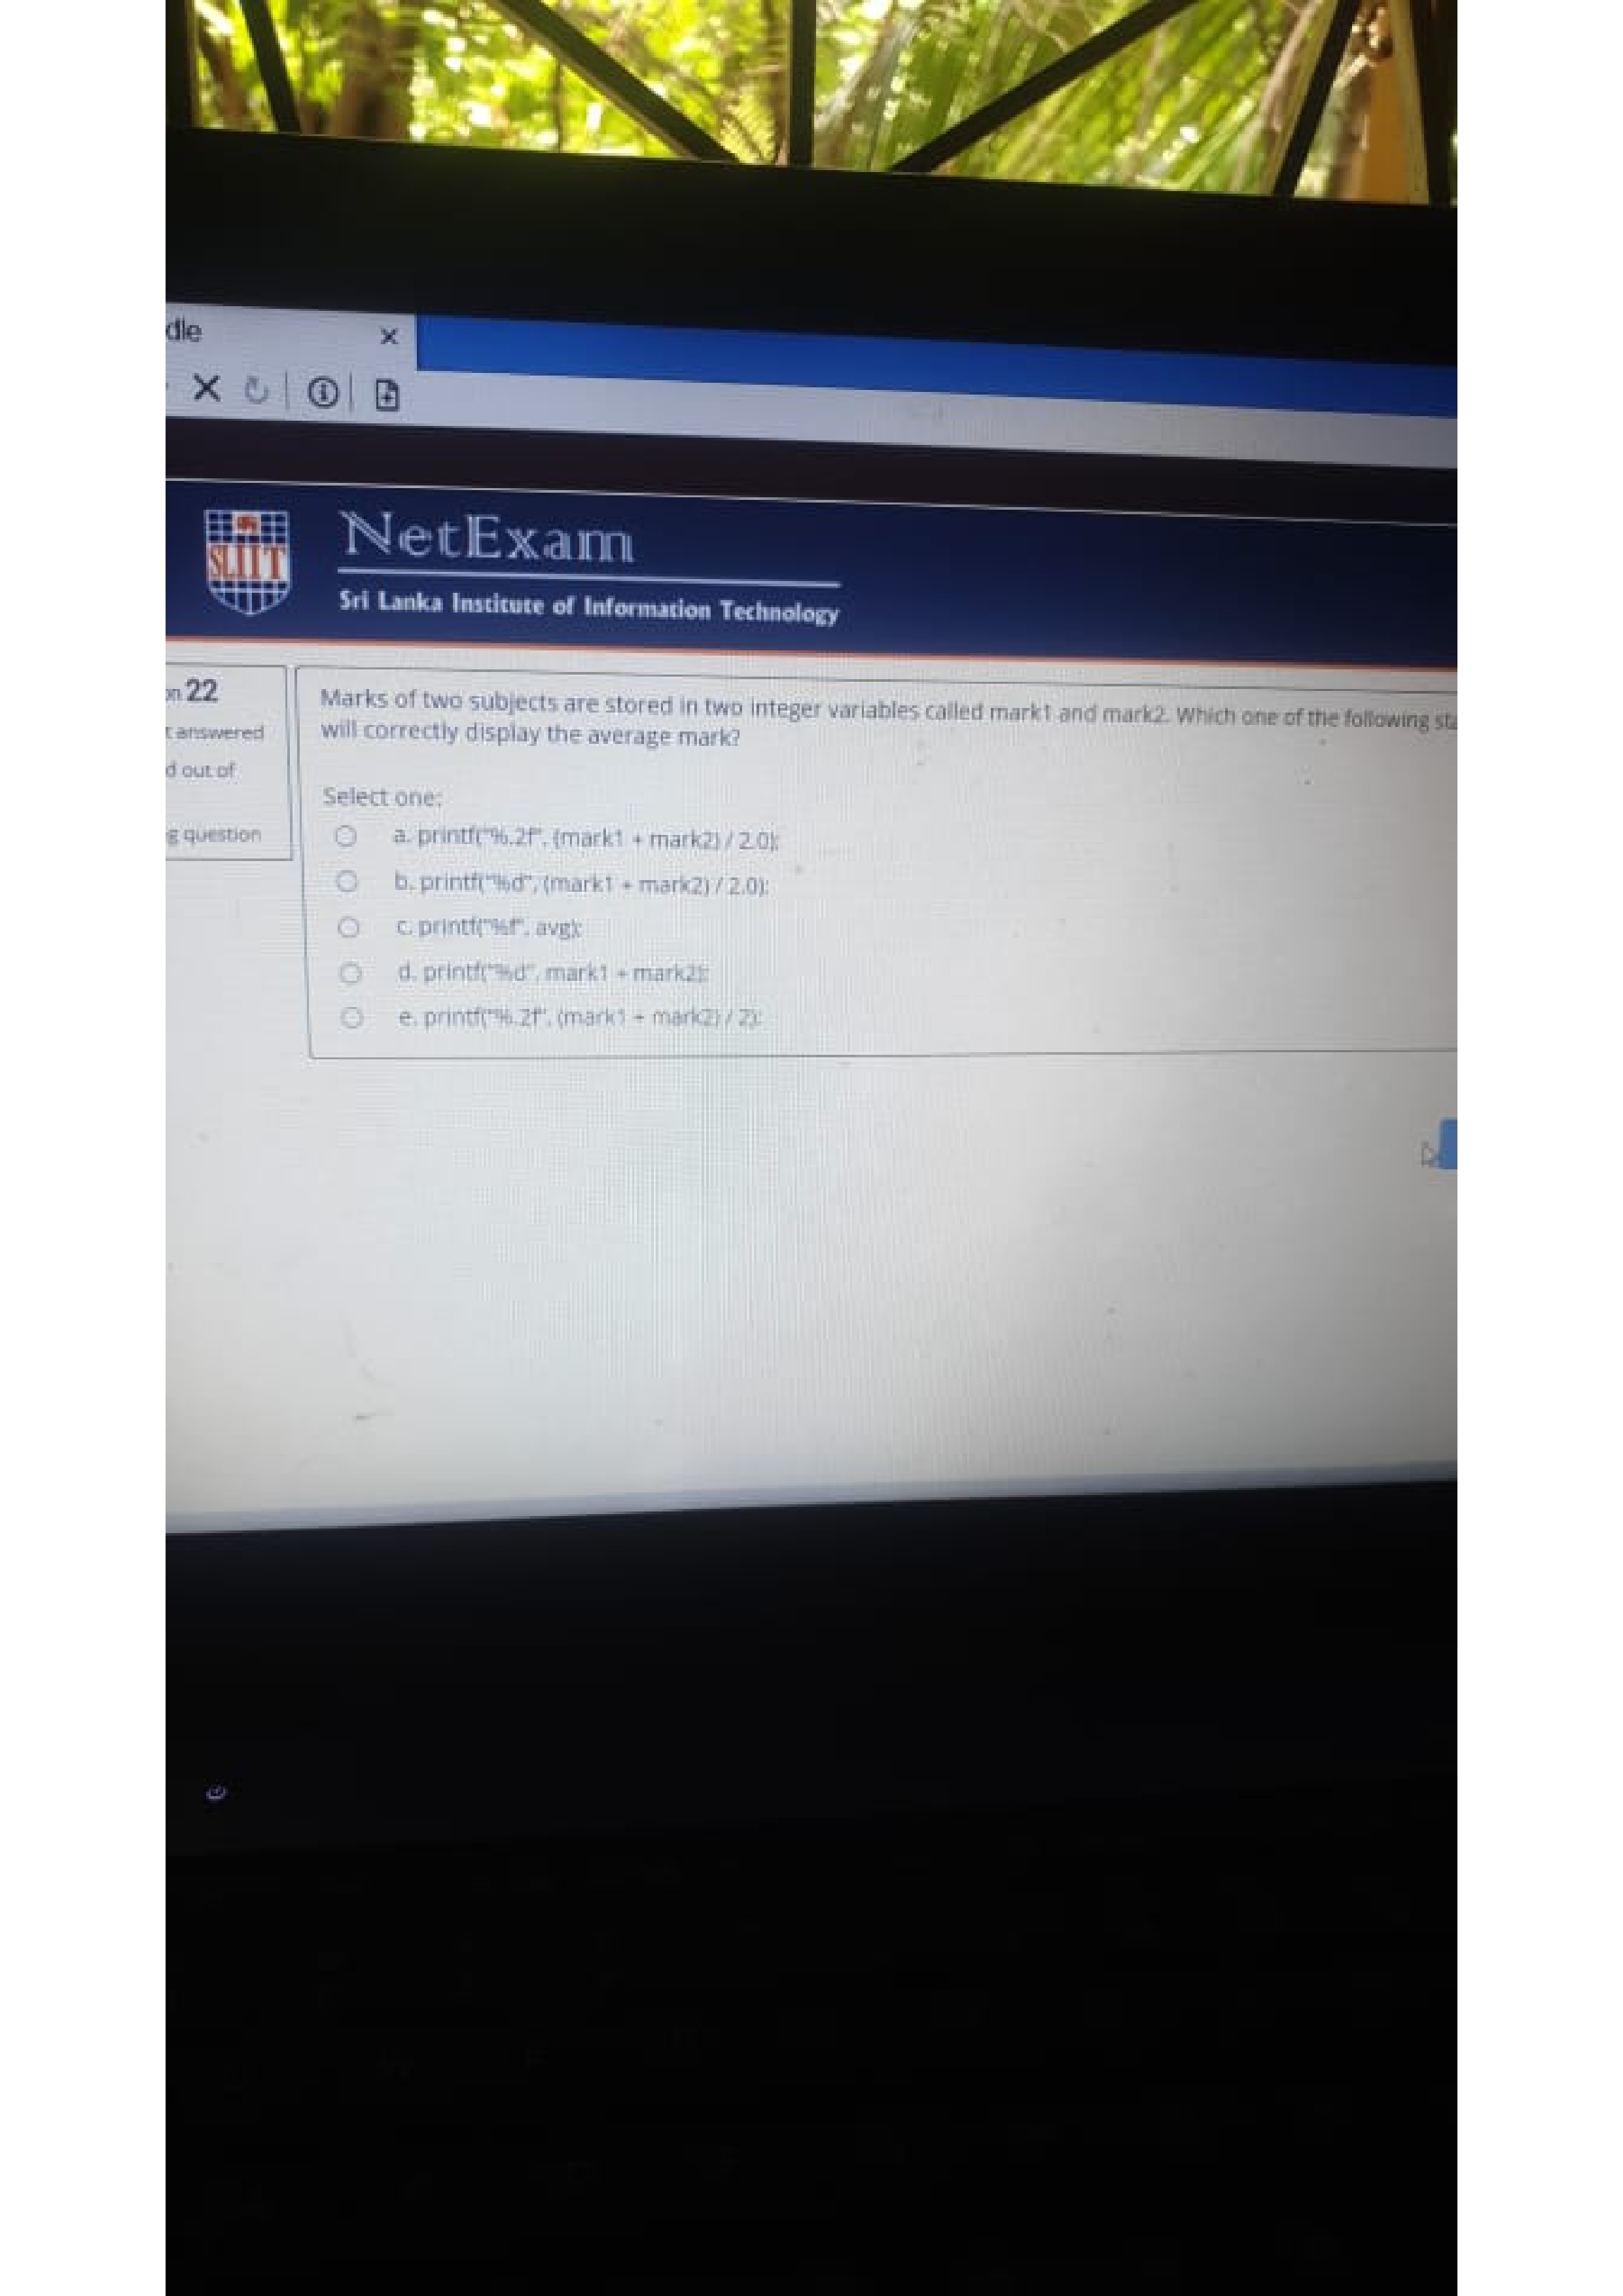 dle
SLIIT
NetExam
Sri Lanka Institute of Information Technology
on 22
t answered
d out of
g question
Marks of two subjects are stored in two integer variables called mark1 and mark2. Which one of the following sta
will correctly display the average mark?
Select one:
a. printf("%.2f", (mark1 + mark2) / 2.0);
b. printf("%d", (mark1 + mark2) / 2.0);
c. printf("%f", avg);
d. printf("%d", mark1 + mark2);
e. printf("%.2f", (mark1 + mark2) / 2);